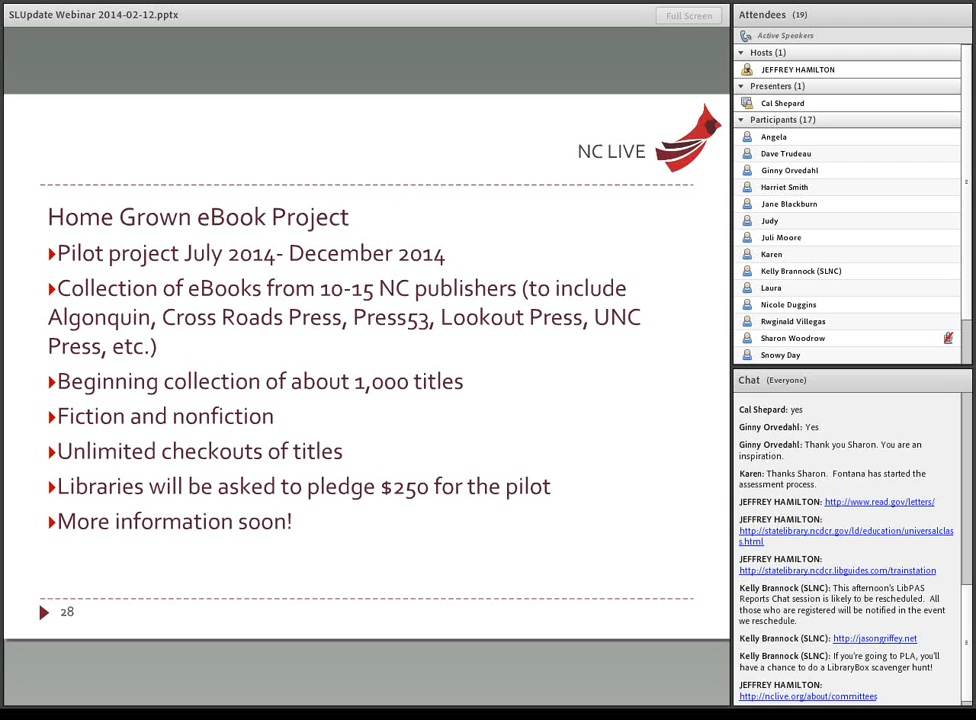 SLUpdate Webinar 2014-02-12.pptx
Full Screen
NC LIVE
Home Grown eBook Project
Pilot project July 2014- December 2014
Collection of eBooks from 10-15 NC publishers (to include
Algonquin, Cross Roads Press, Press53, Lookout Press, UNC
Press, etc.)
Beginning collection of about 1,000 titles
Fiction and nonfiction
Unlimited checkouts of titles
Libraries will be asked to pledge $250 for the pilot
More information soon!
28
Attendees (19)
Active Speakers
Hosts (1)
JEFFREY HAMILTON
Presenters (1)
Cal Shepard
Participants (17)
Angela
Dave Trudeau
Ginny Orvedahl
Harriet Smith
Jane Blackburn
Judy
Juli Moore
Karen
Kelly Brannock (SLNC)
Laura
Nicole Duggins
Rwginald Villegas
Sharon Woodrow
Snowy Day
Chat (Everyone)
Cal Shepard: yes
Ginny Orvedahl: Yes
Ginny Orvedahl: Thank you Sharon. You are an
inspiration.
Karen: Thanks Sharon. Fontana has started the
assessment process.
JEFFREY HAMILTON: http://www.read.gov/letters/
JEFFREY HAMILTON:
http://statelibrary.ncdcr.gov/ld/education/universalclas
s.html
JEFFREY HAMILTON:
http://statelibrary.ncdcr.libguides.com/trainstation
Kelly Brannock (SLNC): This afternoon's LibPAS
Reports Chat session is likely to be rescheduled. All
those who are registered will be notified in the event
we reschedule.
Kelly Brannock (SLNC): http://jasongriffey.net
Kelly Brannock (SLNC): If you're going to PLA, you'll
have a chance to do a LibraryBox scavenger hunt!
JEFFREY HAMILTON:
http://nclive.org/about/committees